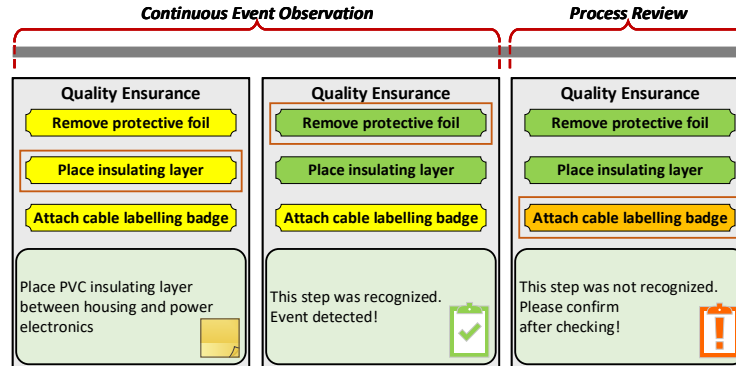 Continuous Event Observation
Process Review
Quality Ensurance
Remove protective foil
Place insulating layer
Attach cable labelling badge
Place PVC insulating layer
between housing and power
electronics
Quality Ensurance
Remove protective foil
Place insulating layer
Attach cable labelling badge
This step was recognized.
Event detected!
Quality Ensurance
Remove protective foil
Place insulating layer
Attach cable labelling badge
This step was not recognized.
Please confirm
after checking!